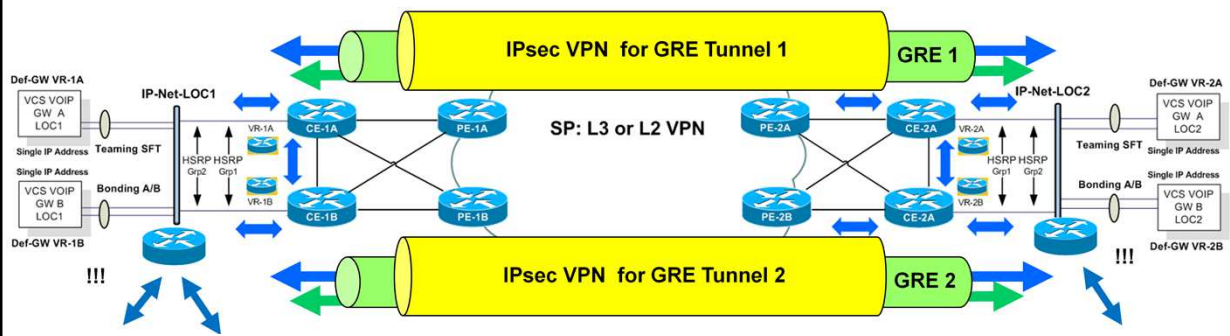 IPsec VPN for GRE Tunnel 1
GRE 1
Def-GW VR-1A
VCS VOIP
GW A
LOC1
Single IP Address
Teaming SFT
IP-Net-LOC1
HSRP
Grp2
HSRP
Grp1
VR-1A
VR-1B
CE-1A
PE-1A
SP: L3 or L2 VPN
PE-2A
CE-2A
VR-2A
VR-2B
HSRP
Grp2
HSRP
Grp1
IP-Net-LOC2
Teaming SFT
Def-GW VR-2A
VCS VOIP
GW A
LOC2
Single IP Address
Single IP Address
VCS VOIP
GW B
LOC1
Def-GW VR-1B
Bonding A/B
CE-1B
PE-1B
PE-2B
CE-2A
Bonding A/B
Single IP Address
VCS VOIP
GW B
LOC2
Def-GW VR-2B
!!!
!!!
IPsec VPN for GRE Tunnel 2
GRE 2